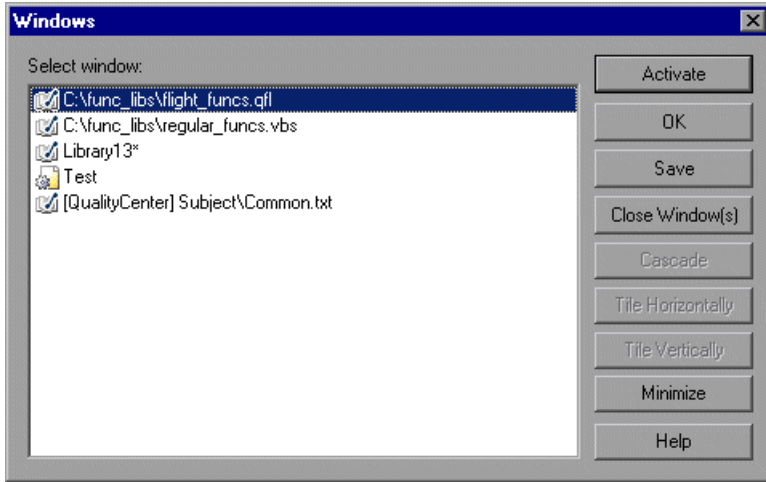 Windows
Select window:
C:\func_libs\flight_funcs.qfl
C:\func_libs\regular_funcs.vbs
Library13*
Test
[QualityCenter] Subject\Common.txt
Activate
OK
Save
Close Window(s)
Cascade
Tile Horizontally
Tile Vertically
Minimize
Help